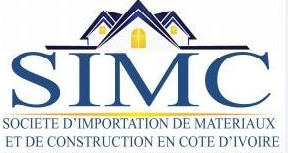 SIMC
SOCIETE D'IMPORTATION DE MATERIAUX
ET DE CONSTRUCTION EN COTE D'IVOIRE